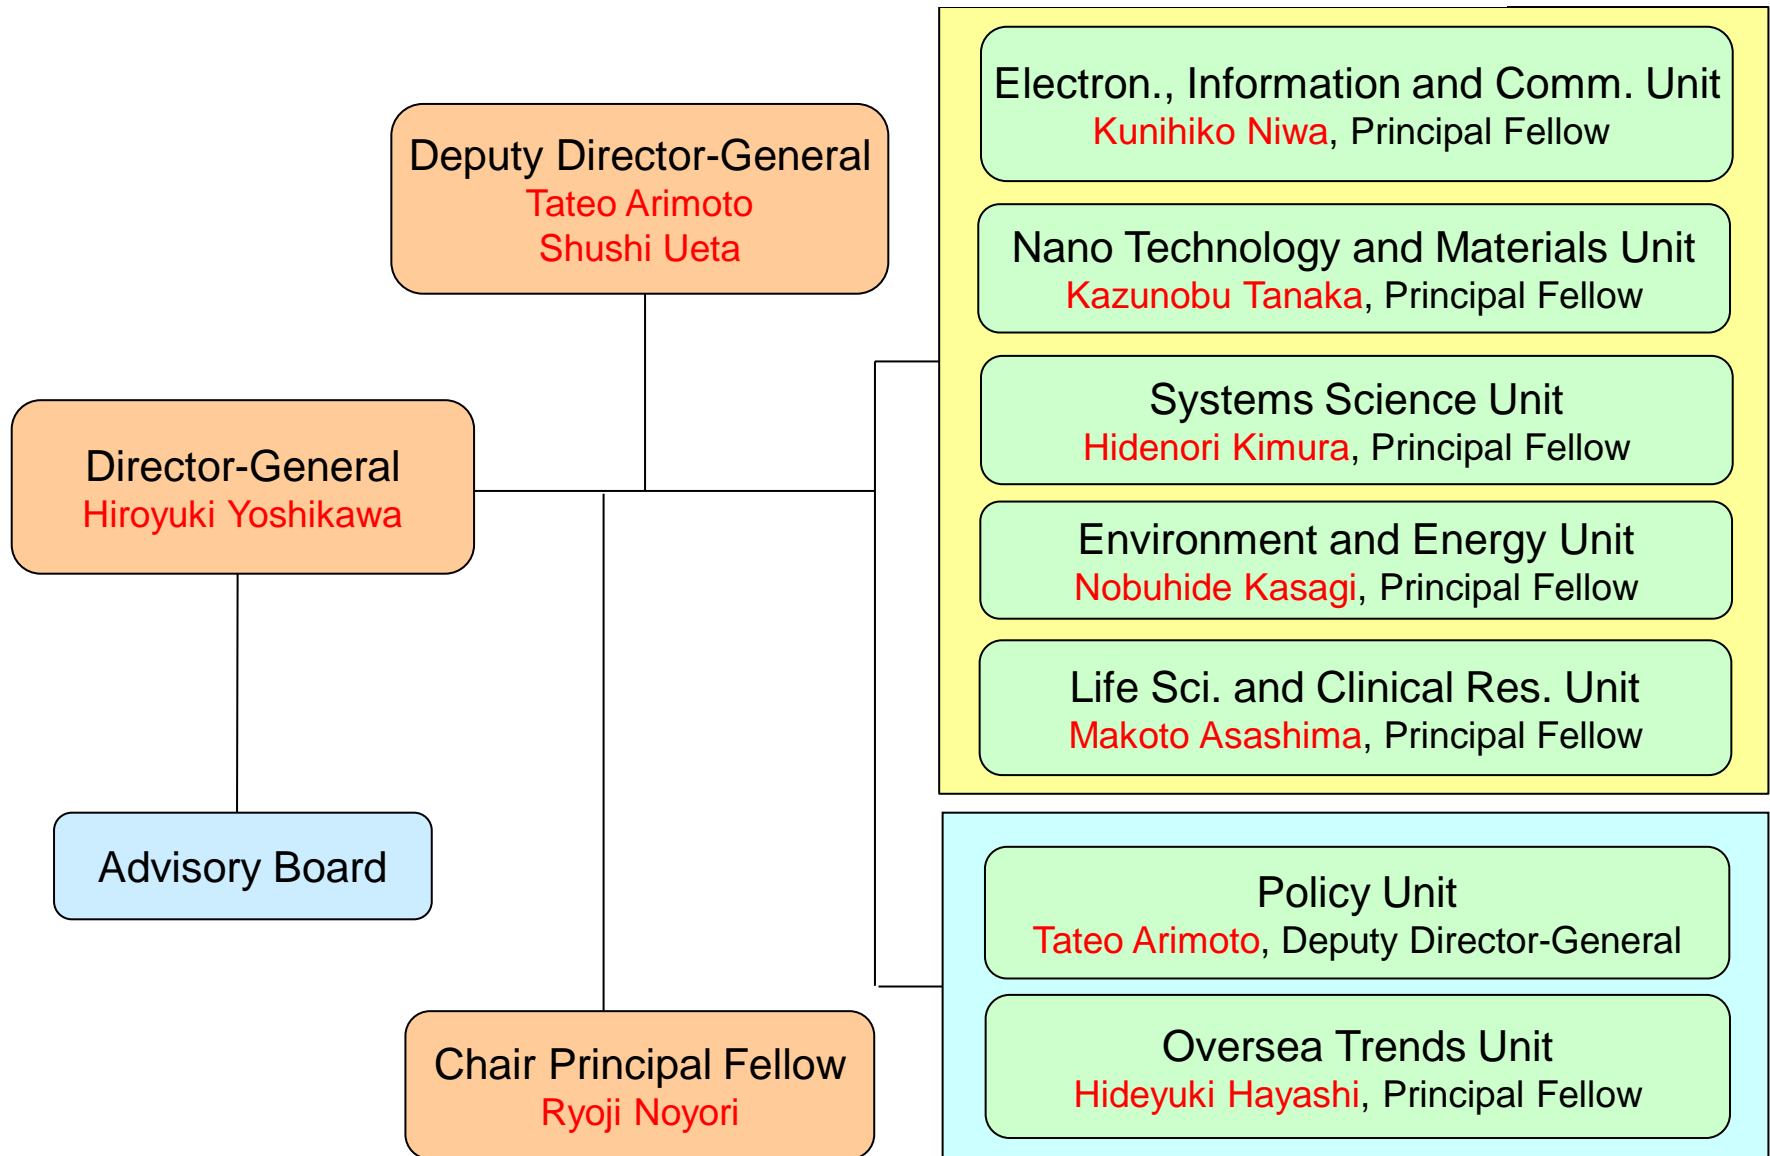 Deputy Director-General
Tateo Arimoto
Shushi Ueta
Director-General
Hiroyuki Yoshikawa
Advisory Board
Chair Principal Fellow
Ryoji Noyori
Electron., Information and Comm. Unit
Kunihiko Niwa, Principal Fellow
Nano Technology and Materials Unit
Kazunobu Tanaka, Principal Fellow
Systems Science Unit
Hidenori Kimura, Principal Fellow
Environment and Energy Unit
Nobuhide Kasagi, Principal Fellow
Life Sci. and Clinical Res. Unit
Makoto Asashima, Principal Fellow
Policy Unit
Tateo Arimoto, Deputy Director-General
Oversea Trends Unit
Hideyuki Hayashi, Principal Fellow